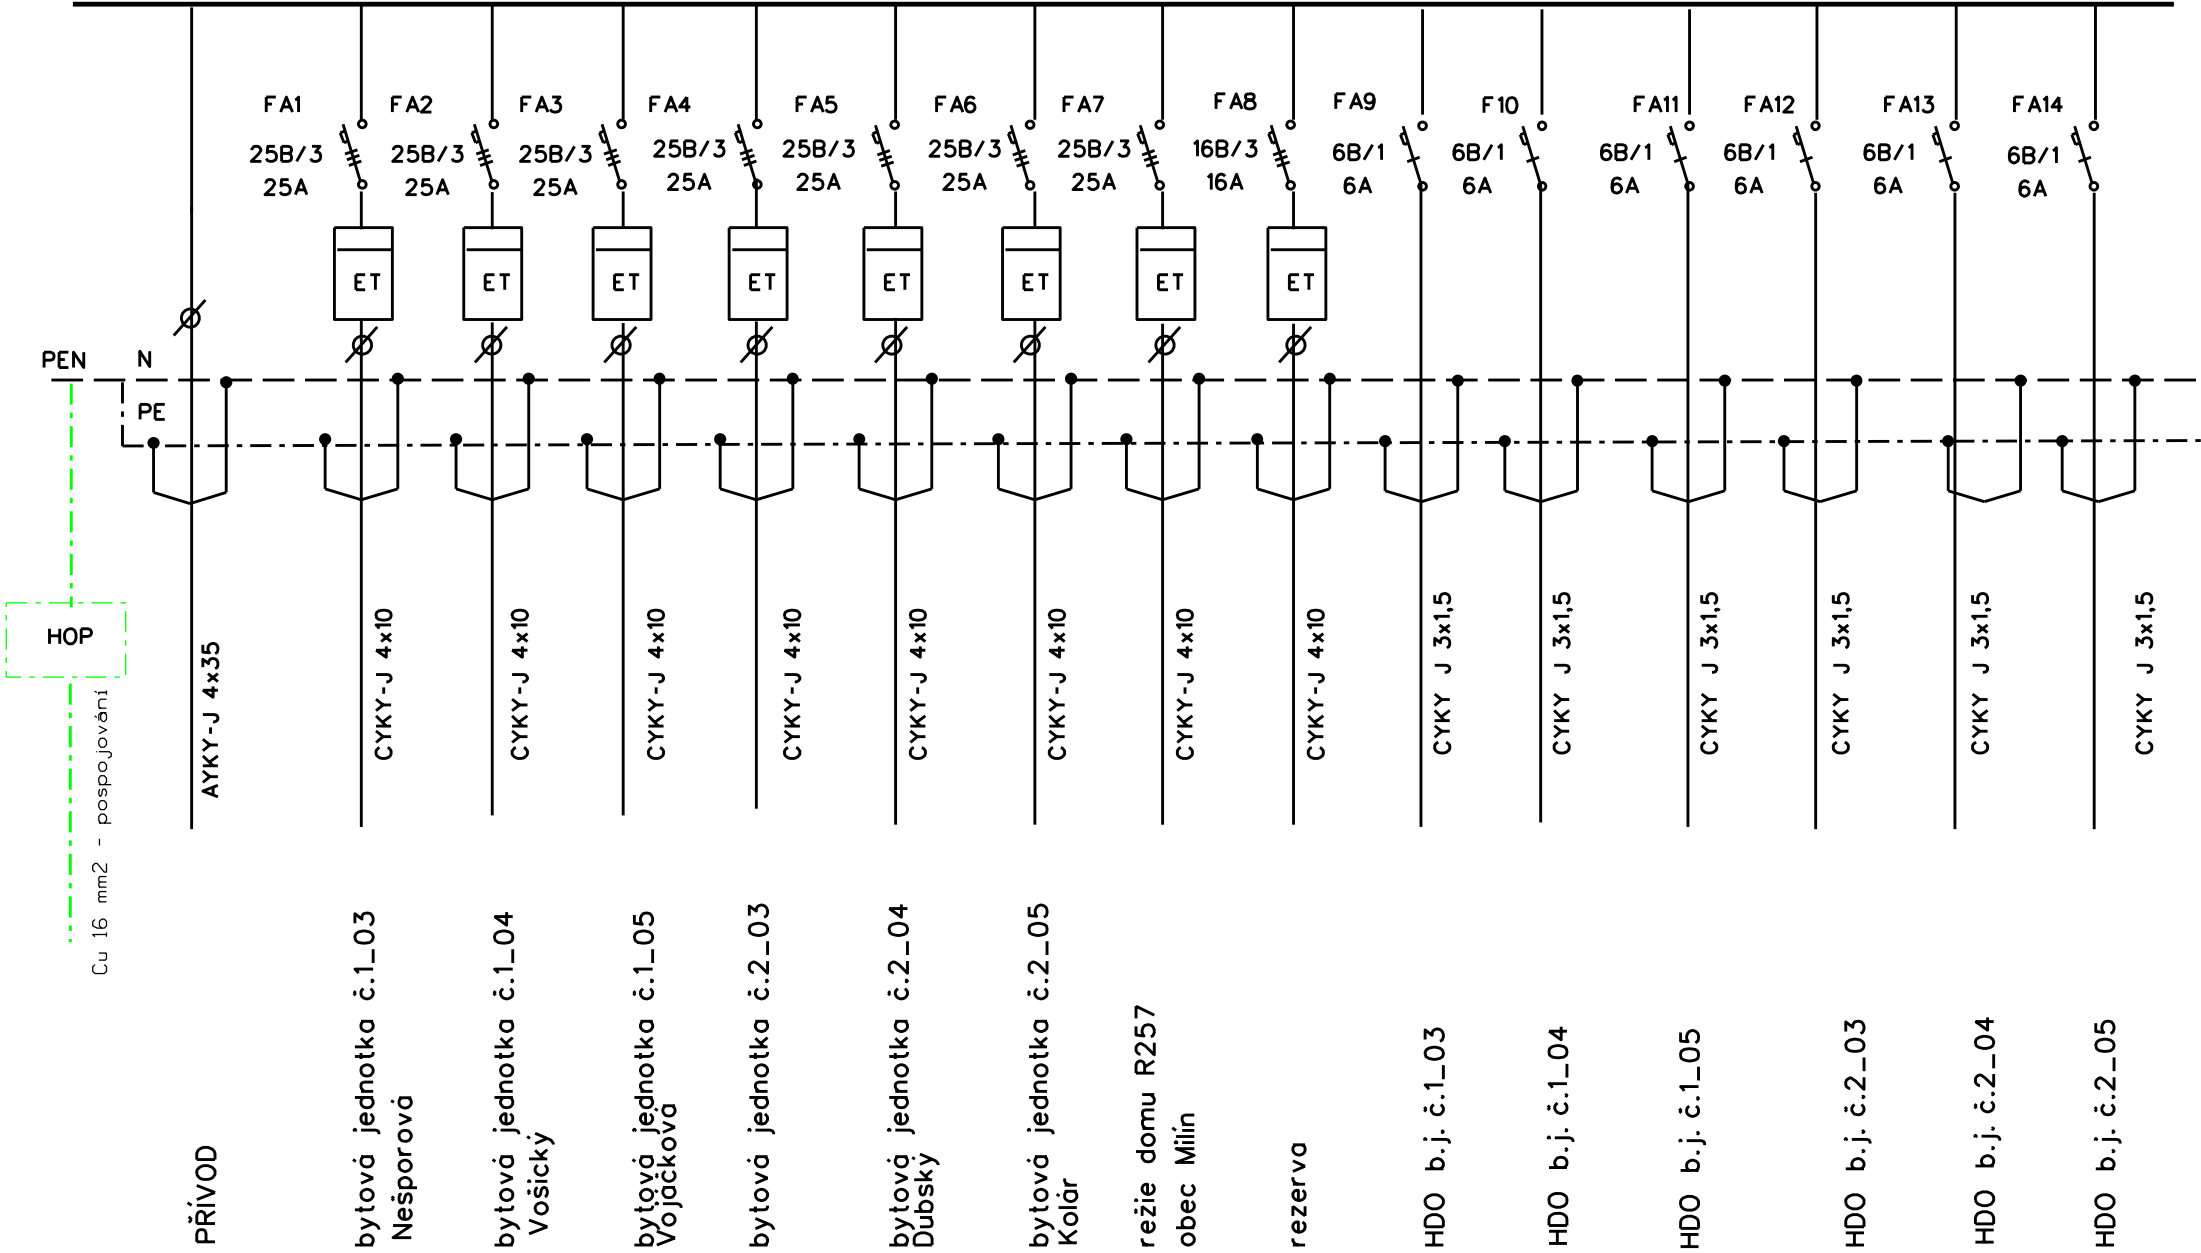 FA1
FA2
FA3
FA4
FA5
FA6
FA7
FA8
FA9
F10
FA11
FA12
FA13
FA14
25B/3
25A
25B/3
25A
25B/3
25A
25B/3
25A
25B/3
25A
25B/3
25A
25B/3
25A
16B/3
16A
6B/1
6A
6B/1
6A
6B/1
6A
6B/1
6A
6B/1
6A
6B/1
6A
ET
ET
ET
ET
ET
ET
ET
ET
PEN
N
PE
HOP
Cu 16 mm2 - pospojování
AYKY-J 4x35
CYKY-J 4x10
CYKY-J 4x10
CYKY-J 4x10
CYKY-J 4x10
CYKY-J 4x10
CYKY-J 4x10
CYKY-J 4x10
CYKY-J 4x10
CYKY J 3x1,5
CYKY J 3x1,5
CYKY J 3x1,5
CYKY J 3x1,5
CYKY J 3x1,5
CYKY J 3x1,5
PŘÍVOD
bytová jednotka č.1_03
Nešporová
bytová jednotka č.1_04
Vošický
bytová jednotka č.1_05
Vojáčková
bytová jednotka č.2_03
bytová jednotka č.2_04
Dubský
bytová jednotka č.2_05
Kolár
režie domu R257
obec Milín
rezerva
HDO b.j. č.1_03
HDO b.j. č.1_04
HDO b.j. č.1_05
HDO b.j. č.2_03
HDO b.j. č.2_04
HDO b.j. č.2_05